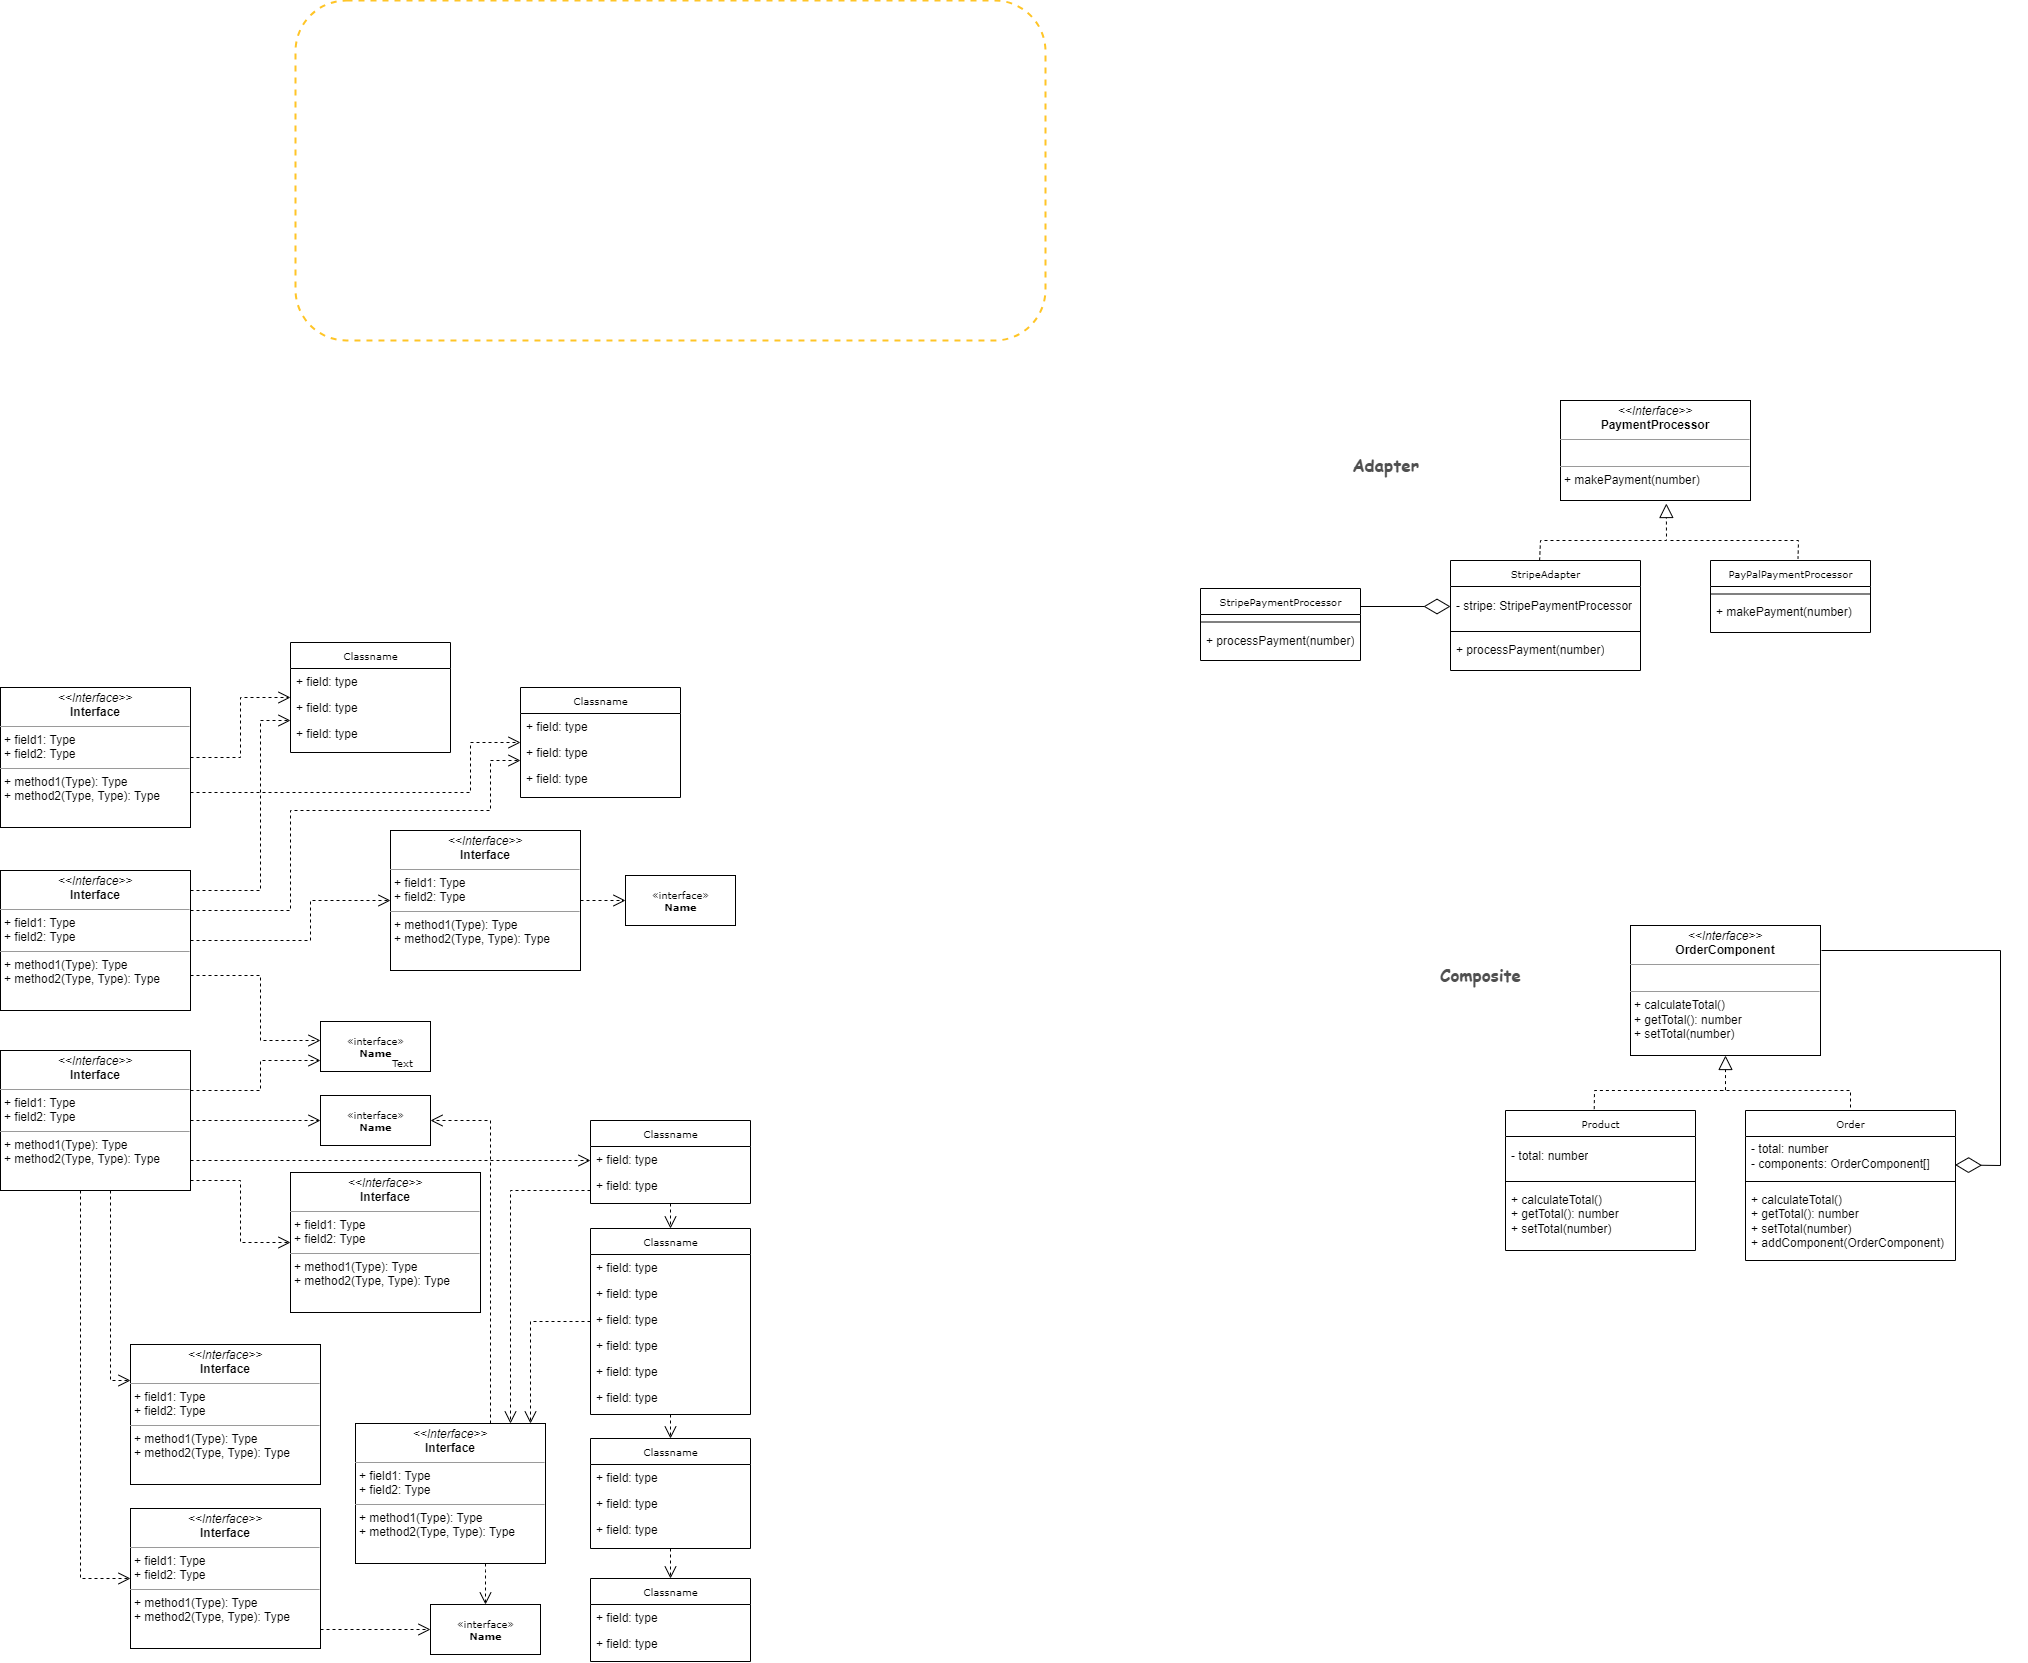 <<Interface>>
PaymentProcessor
+ makePayment(number)
Adapter
StripeAdapter
- stripe: StripePaymentProcessor
+ processPayment(number)
PayPalPaymentProcessor
+ makePayment(number)
StripePaymentProcessor
+ processPayment(number)
Classname
+ field: type
+ field: type
+ field: type
<<Interface>>
Interface
+ field1: Type
+ field2: Type
+ method1(Type): Type
+ method2(Type, Type): Type
Classname
+ field: type
+ field: type
+ field: type
<<Interface>>
Interface
+ field1: Type
+ field2: Type
+ method1(Type): Type
+ method2(Type, Type): Type
<<Interface>>
Interface
+ field1: Type
+ field2: Type
+ method1(Type): Type
+ method2(Type, Type): Type
«interface»
Name
<<Interface>>
OrderComponent
+ calculateTotal()
+ getTotal(): number
+ setTotal(number)
Composite
Product
- total: number
+ calculateTotal()
+ getTotal(): number
+ setTotal(number)
Order
- total: number
- components: OrderComponent[]
+ calculateTotal()
+ getTotal(): number
+ setTotal(number)
+ addComponent(OrderComponent)
«interface»
Name
Text
<<Interface>>
Interface
+ field1: Type
+ field2: Type
+ method1(Type): Type
+ method2(Type, Type): Type
«interface»
Name
Classname
+ field: type
+ field: type
<<Interface>>
Interface
+ field1: Type
+ field2: Type
+ method1(Type): Type
+ method2(Type, Type): Type
Classname
+ field: type
+ field: type
+ field: type
+ field: type
+ field: type
+ field: type
<<Interface>>
Interface
+ field1: Type
+ field2: Type
+ method1(Type): Type
+ method2(Type, Type): Type
<<Interface>>
Interface
+ field1: Type
+ field2: Type
+ method1(Type): Type
+ method2(Type, Type): Type
Classname
+ field: type
+ field: type
+ field: type
<<Interface>>
Interface
+ field1: Type
+ field2: Type
+ method1(Type): Type
+ method2(Type, Type): Type
«interface»
Name
Classname
+ field: type
+ field: type